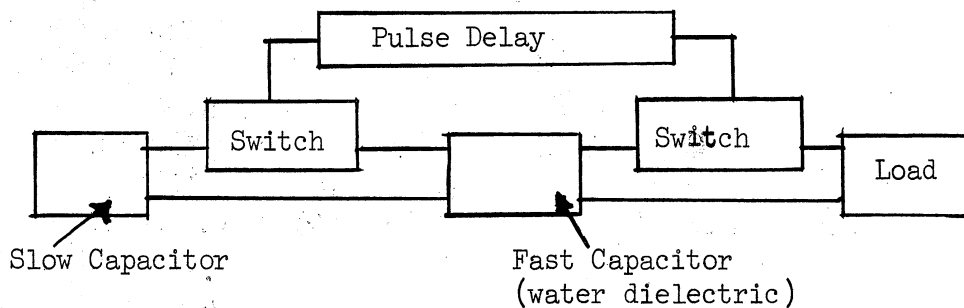 Pulse Delay
Switch
Switch
Load
Slow Capacitor
Fast Capacitor
(water dielectric)